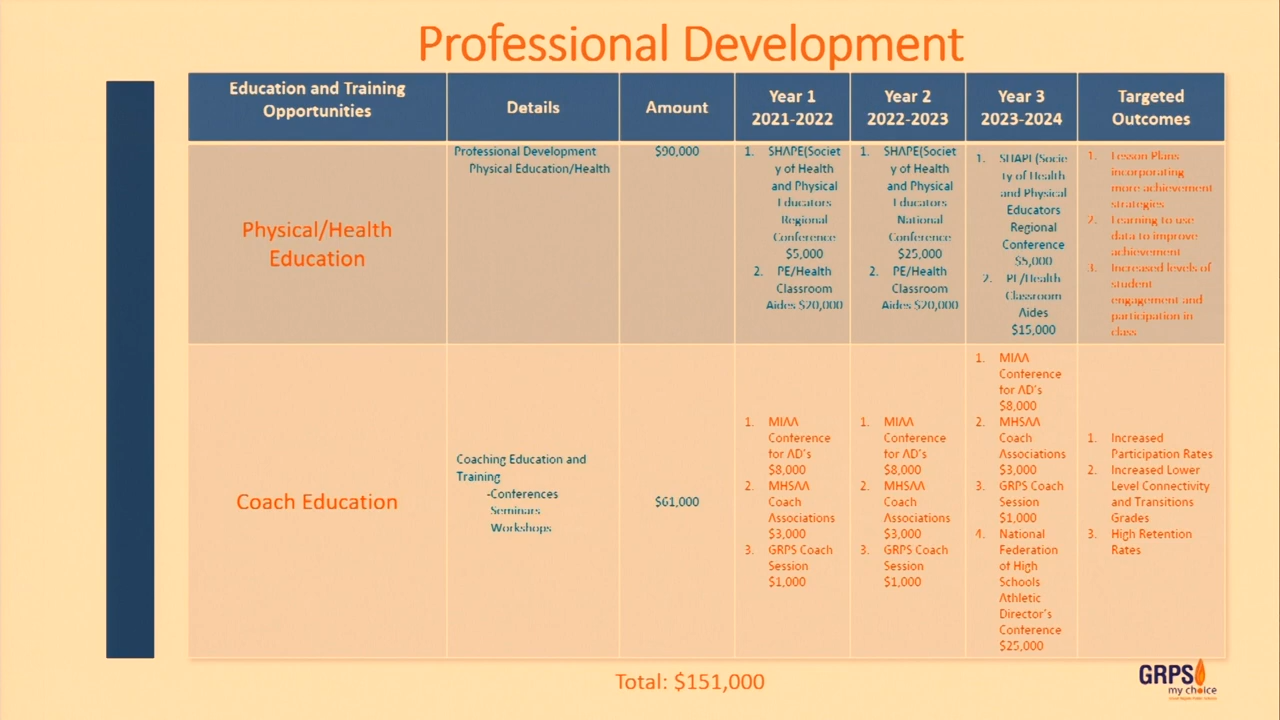 Professional Development
Education and Training
Opportunities
Details
Amount
Year 1
2021-2022
Year 2
2022-2023
Year 3
2023-2024
Targeted
Outcomes
Physical/Health
Education
Professional Development
Physical Education/Health
$90,000
1. SHAPE(Societ
y of Health
and Physical
Educators
Regional
Conference
$5,000
2. PE/Health
Classroom
Aides $20,000
1. SHAPE(Societ
y of Health
and Physical
Educators
National
Conference
$25,000
2. PE/Health
Classroom
Aides $20,000
1. SHAPE(Socie
ty of Health
and Physical
Educators
Regional
Conference
$5,000
2. PE/Health
Classroom
Aides
$15,000
1. Lesson Plans
incorporating
more achievement
strategies
2. Learning to use
data to improve
achievement
3. Increased levels of
student
engagement and
participation in
class
Coach Education
Coaching Education and
Training
-Conferences
Seminars
Workshops
$61,000
1. MIAA
Conference
for AD's
$8,000
2. MHSAA
Coach
Associations
$3,000
3. GRPS Coach
Session
$1,000
1. MIAA
Conference
for AD's
$8,000
2. MHSAA
Coach
Associations
$3,000
3. GRPS Coach
Session
$1,000
1. MIAA
Conference
for AD's
$8,000
2. MHSAA
Coach
Associations
$3,000
3. GRPS Coach
Session
$1,000
4. National
Federation
of High
Schools
Athletic
Director's
Conference
$25,000
1. Increased
Participation Rates
2. Increased Lower
Level Connectivity
and Transitions
Grades
3. High Retention
Rates
Total: $151,000
GRPS
my choice